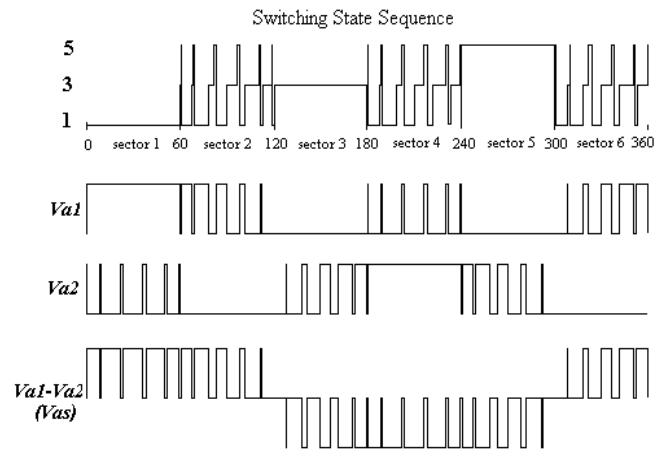 Switching State Sequence
5
3
1
0 sector 1 60 sector 2 120 sector 3 180 sector 4 240 sector 5 300 sector 6 360
Va1
Va2
Va1-Va2
(Vas)